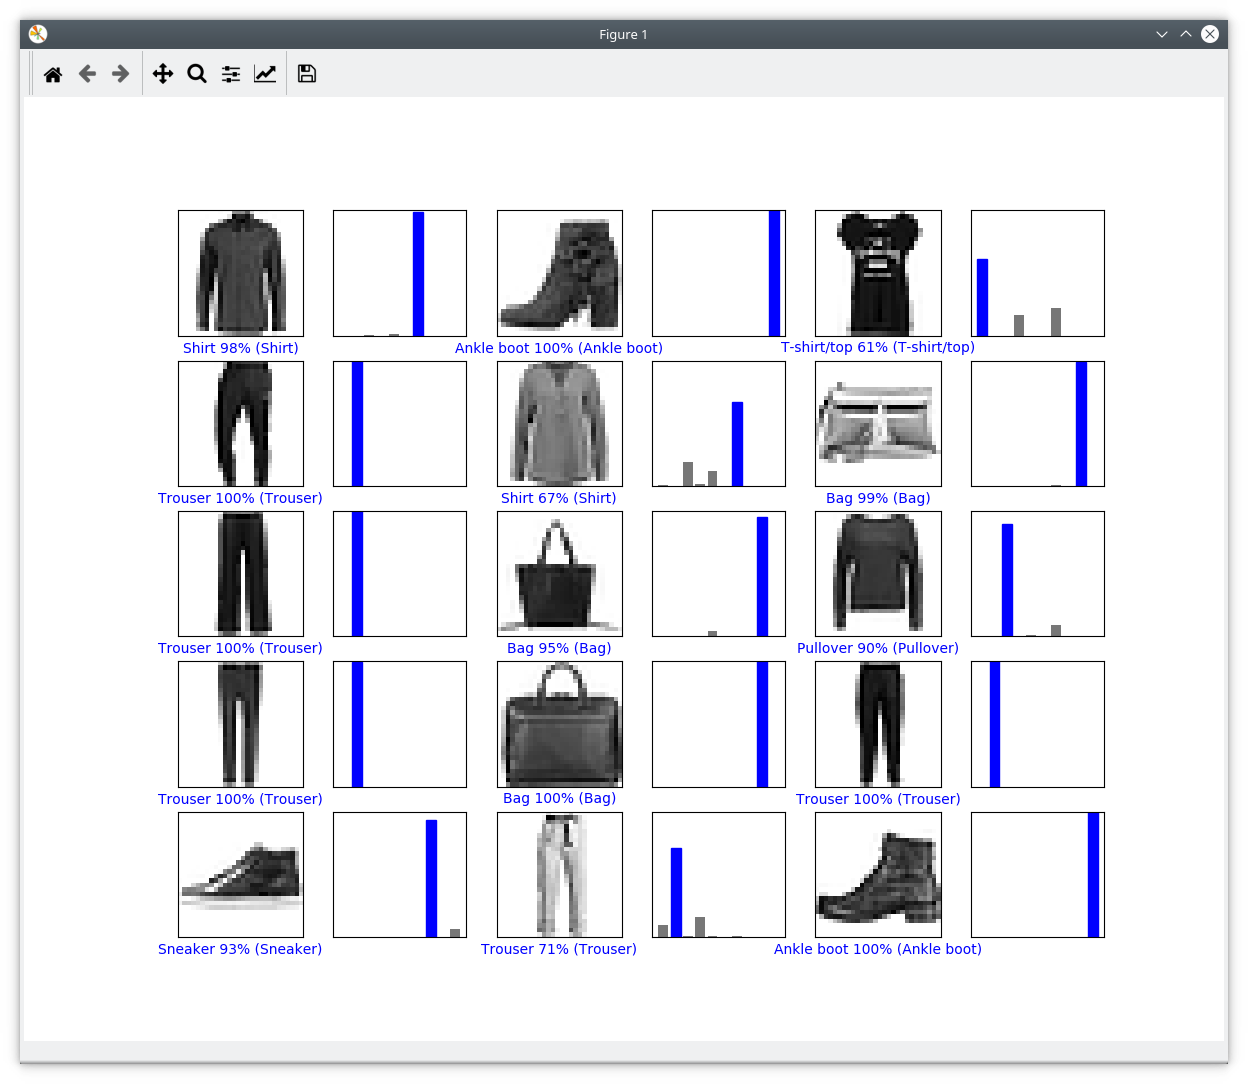 Figure 1
Shirt 98% (Shirt)
Ankle boot 100% (Ankle boot)
T-shirt/top 61% (T-shirt/top)
Trouser 100% (Trouser)
Shirt 67% (Shirt)
Bag 99% (Bag)
Trouser 100% (Trouser)
Bag 95% (Bag)
Pullover 90% (Pullover)
Trouser 100% (Trouser)
Bag 100% (Bag)
Trouser 100% (Trouser)
Sneaker 93% (Sneaker)
Trouser 71% (Trouser)
Ankle boot 100% (Ankle boot)